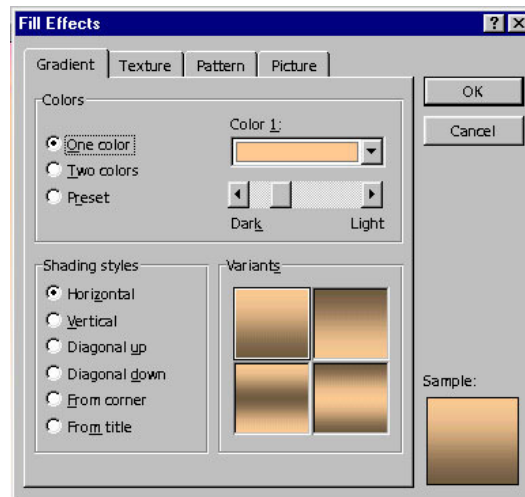 Fill Effects
Gradient Texture Pattern Picture
OK
Cancel
Colors
Color 1:
One color
Two colors
Preset
Dark Light
Shading styles
Horizontal
Vertical
Diagonal up
Diagonal down
From corner
From title
Variants
Sample: